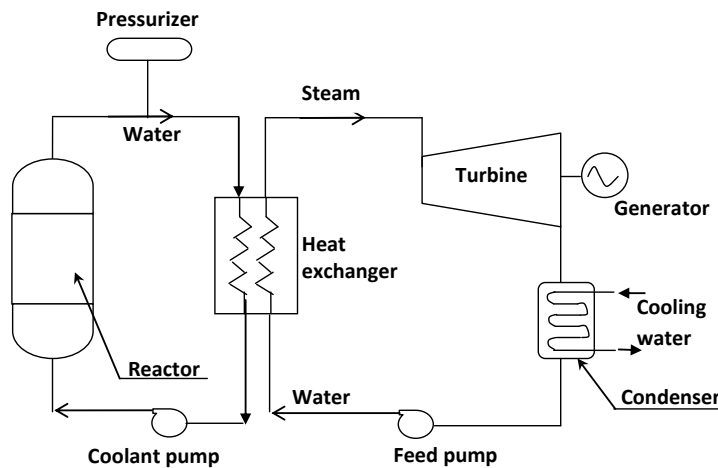 Pressurizer
Steam
Water
Turbine
Generator
Heat
exchanger
Cooling
water
Reactor
Condenser
Water
Coolant pump
Feed pump